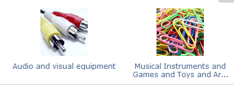 Audio and visual equipment
Musical Instruments and
Games and Toys and Ar...